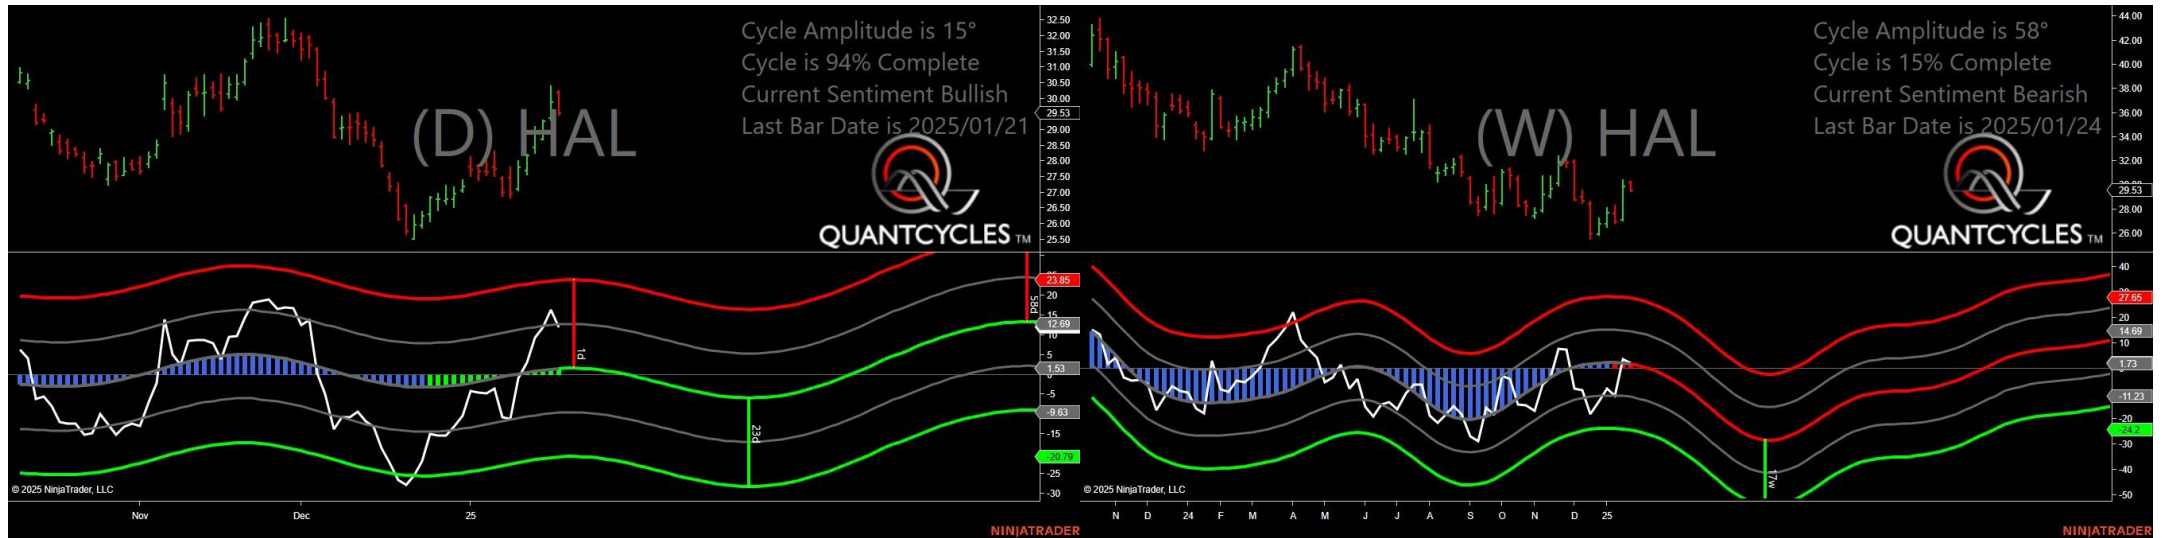 Cycle Amplitude is 15°
Cycle is 94% Complete
Current Sentiment Bullish
Last Bar Date is 2025/01/21
(D) HAL
QUANTCYCLES TM
32.50
32.00
31.50
31.00
30.50
30.00
29.53
29.00
28.50
28.00
27.50
27.00
26.50
26.00
25.50
23.85
20
15
12.69
10
5
1.53
-5
-9.63
-15
-20.79
-25
-30
1d
23d
58d
© 2025 NinjaTrader, LLC
Nov
Dec
25
NINJATRADER
Cycle Amplitude is 58°
Cycle is 15% Complete
Current Sentiment Bearish
Last Bar Date is 2025/01/24
(W) HAL
QUANTCYCLES TM
44.00
42.00
40.00
38.00
36.00
34.00
32.00
29.53
28.00
26.00
40
27.65
20
14.69
10
1.73
-11.23
-20
-24.2
-30
-40
-50
17w
© 2025 NinjaTrader, LLC
N
D
24
F
M
A
M
J
J
A
S
O
N
D
25
NINJATRADER